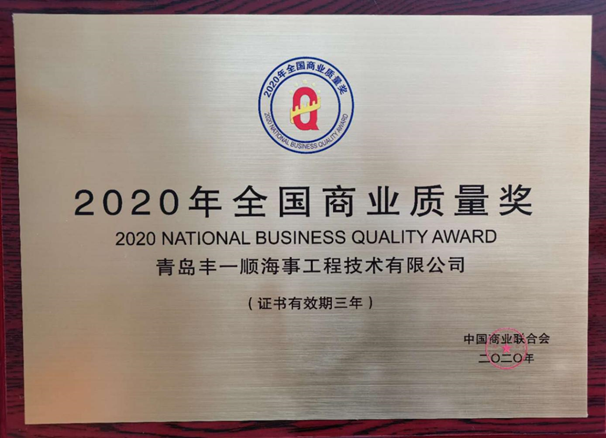 2020年全国商业质量奖
Q
2020 NATIONAL BUSINESS QUALITY AWARD
2020年全国商业质量奖
2020 NATIONAL BUSINESS QUALITY AWARD
青岛丰一顺海事工程技术有限公司
（证书有效期三年）
中国商业联合会
二〇二〇年